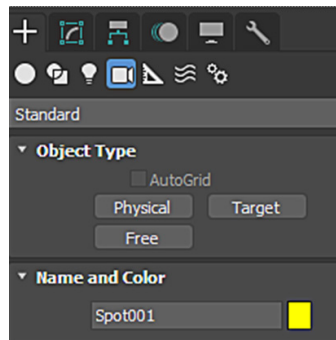 Standard
Object Type
AutoGrid
Physical Target
Free
Name and Color
Spot001